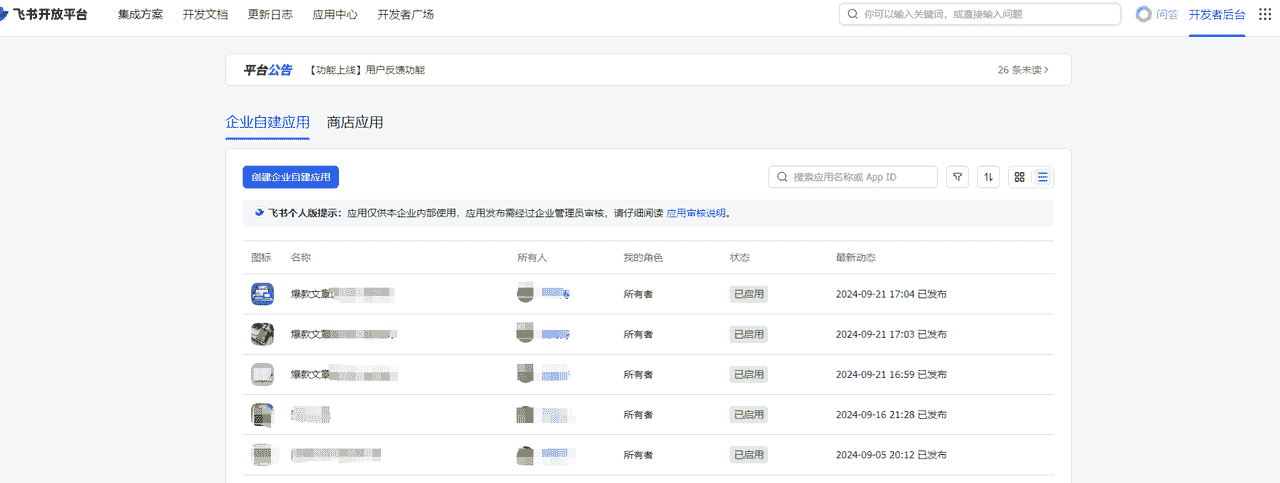 飞书开放平台 集成方案 开发文档 更新日志 应用中心 开发者广场 你可以输入关键词，或直接输入问题 问答 开发者后台
平台公告 【功能上线】用户反馈功能 26 条未读 >
企业自建应用 商店应用
创建企业自建应用 搜索应用名称或 App ID
飞书个人版提示：应用仅供本企业内部使用，应用发布需经过企业管理员审核，请仔细阅读 应用审核说明。
图标 名称 所有人 我的角色 状态 最新动态
爆款文章 所有者 已启用 2024-09-21 17:04 已发布
爆款文章 所有者 已启用 2024-09-21 17:03 已发布
爆款文章 所有者 已启用 2024-09-21 16:59 已发布
所有者 已启用 2024-09-16 21:28 已发布
所有者 已启用 2024-09-05 20:12 已发布